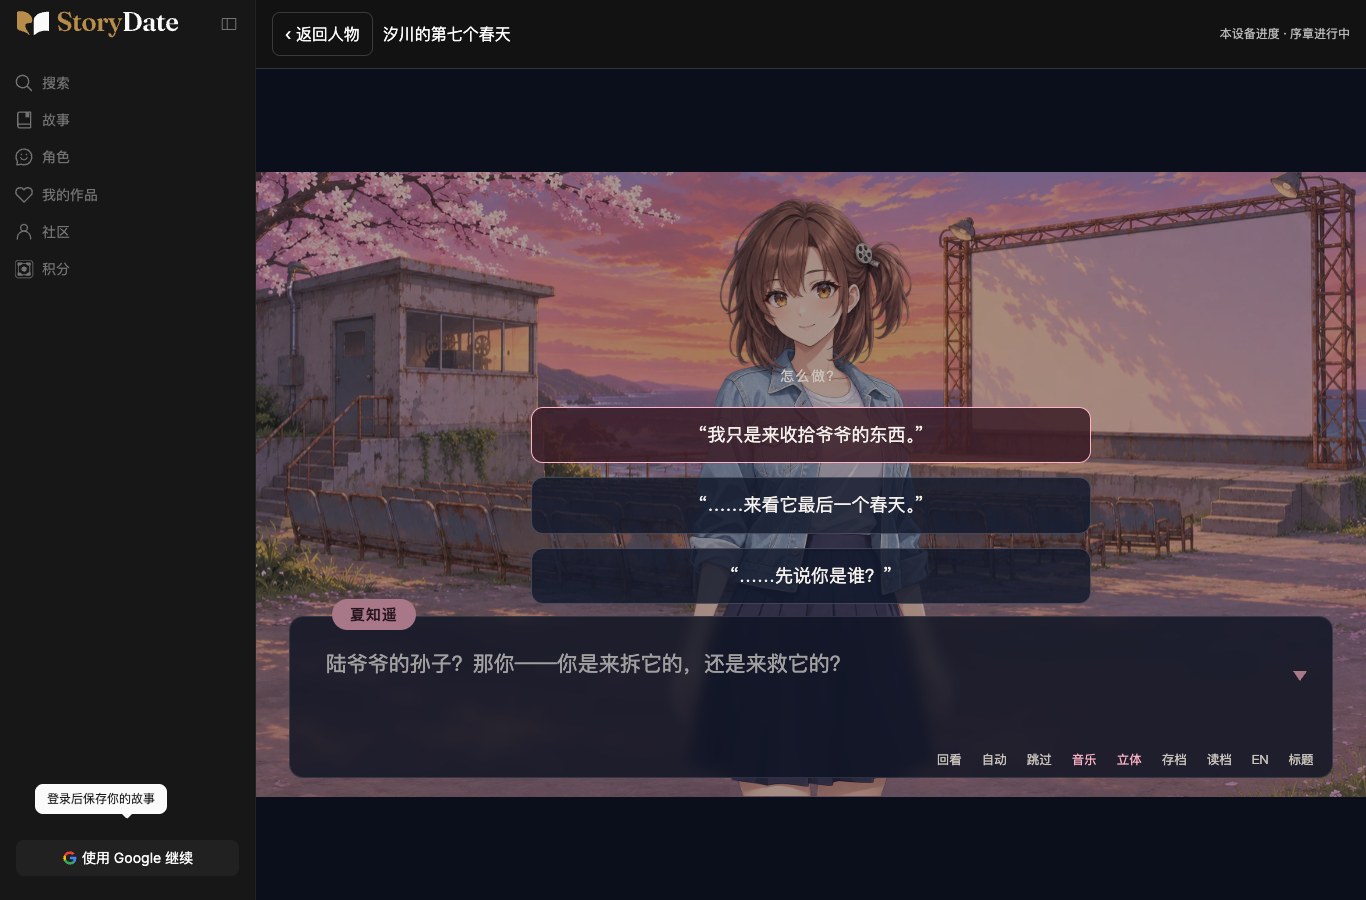 StoryDate
搜索
故事
角色
我的作品
社区
积分
登录后保存你的故事
使用 Google 继续
‹ 返回人物
汐川的第七个春天
本设备进度 · 序章进行中
怎么做？
“我只是来收拾爷爷的东西。”
“……来看它最后一个春天。”
“……先说你是谁？”
夏知遥
陆爷爷的孙子？那你——你是来拆它的，还是来救它的？
回看 自动 跳过 音乐 立体 存档 读档 EN 标题